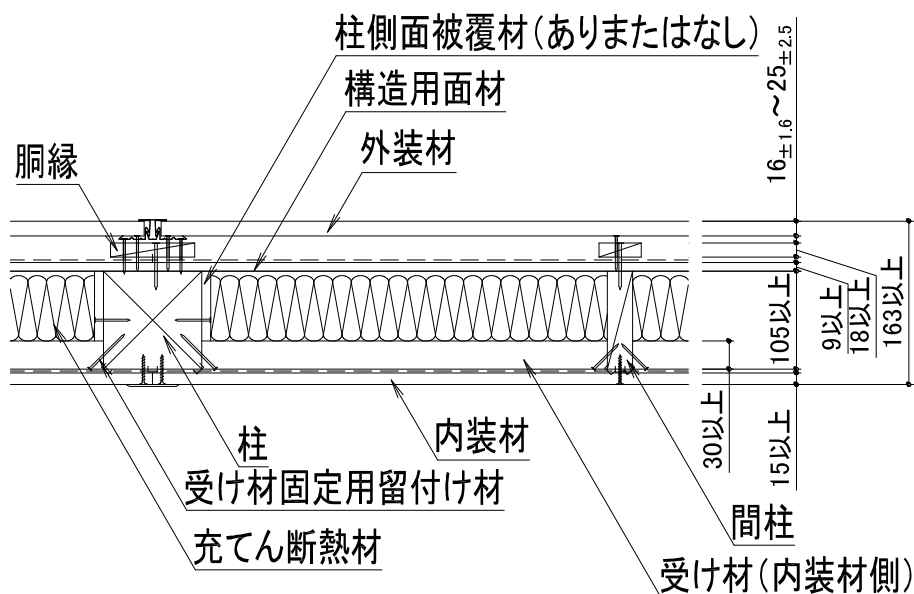 柱側面被覆材(ありまたはなし)
構造用面材
外装材
胴縁
16±1.6～25±2.5
105以上
9以上
18以上
163以上
30以上
15以上
柱
内装材
受け材固定用留付け材
充てん断熱材
間柱
受け材(内装材側)